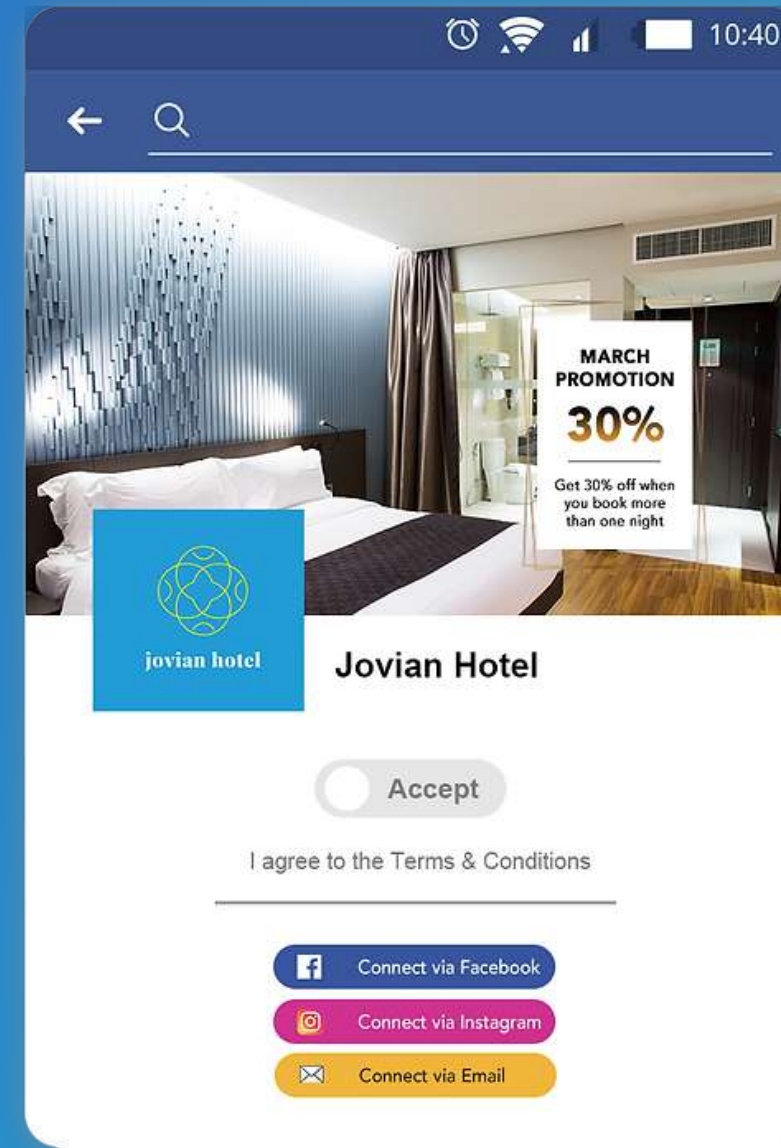 10:40
MARCH
PROMOTION
30%
Get 30% off when
you book more
than one night
jovian hotel
Jovian Hotel
Accept
I agree to the Terms & Conditions
Connect via Facebook
Connect via Instagram
Connect via Email